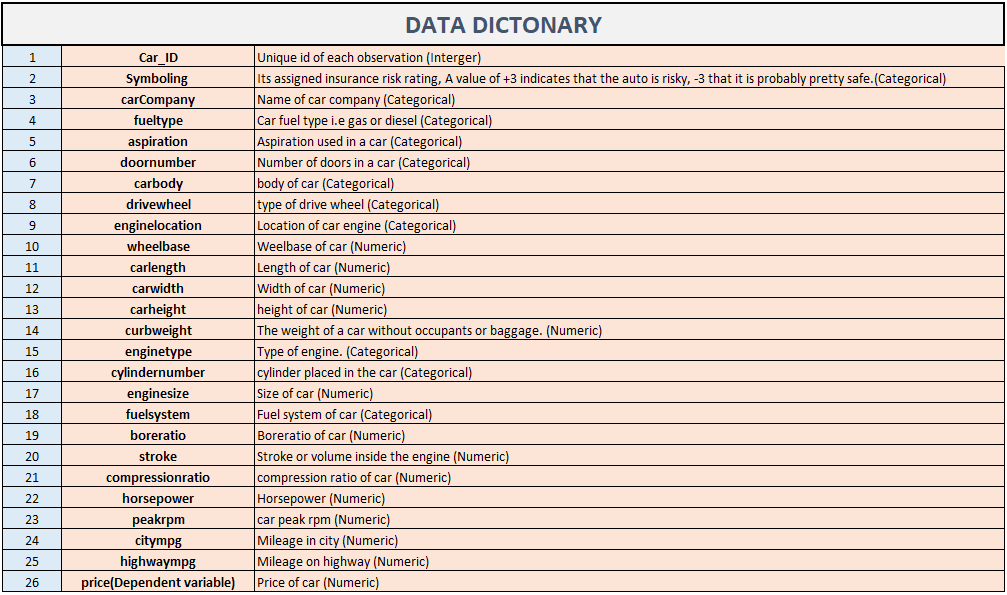 DATA DICTONARY
1 Car_ID Unique id of each observation (Interger)
2 Symboling Its assigned insurance risk rating, A value of +3 indicates that the auto is risky, -3 that it is probably pretty safe.(Categorical)
3 carCompany Name of car company (Categorical)
4 fueltype Car fuel type i.e gas or diesel (Categorical)
5 aspiration Aspiration used in a car (Categorical)
6 doornumber Number of doors in a car (Categorical)
7 carbody body of car (Categorical)
8 drivewheel type of drive wheel (Categorical)
9 enginelocation Location of car engine (Categorical)
10 wheelbase Weelbase of car (Numeric)
11 carlength Length of car (Numeric)
12 carwidth Width of car (Numeric)
13 carheight height of car (Numeric)
14 curbweight The weight of a car without occupants or baggage. (Numeric)
15 enginetype Type of engine. (Categorical)
16 cylindernumber cylinder placed in the car (Categorical)
17 enginesize Size of car (Numeric)
18 fuelsystem Fuel system of car (Categorical)
19 boreratio Boreratio of car (Numeric)
20 stroke Stroke or volume inside the engine (Numeric)
21 compressionratio compression ratio of car (Numeric)
22 horsepower Horsepower (Numeric)
23 peakrpm car peak rpm (Numeric)
24 citympg Mileage in city (Numeric)
25 highwaympg Mileage on highway (Numeric)
26 price(Dependent variable) Price of car (Numeric)